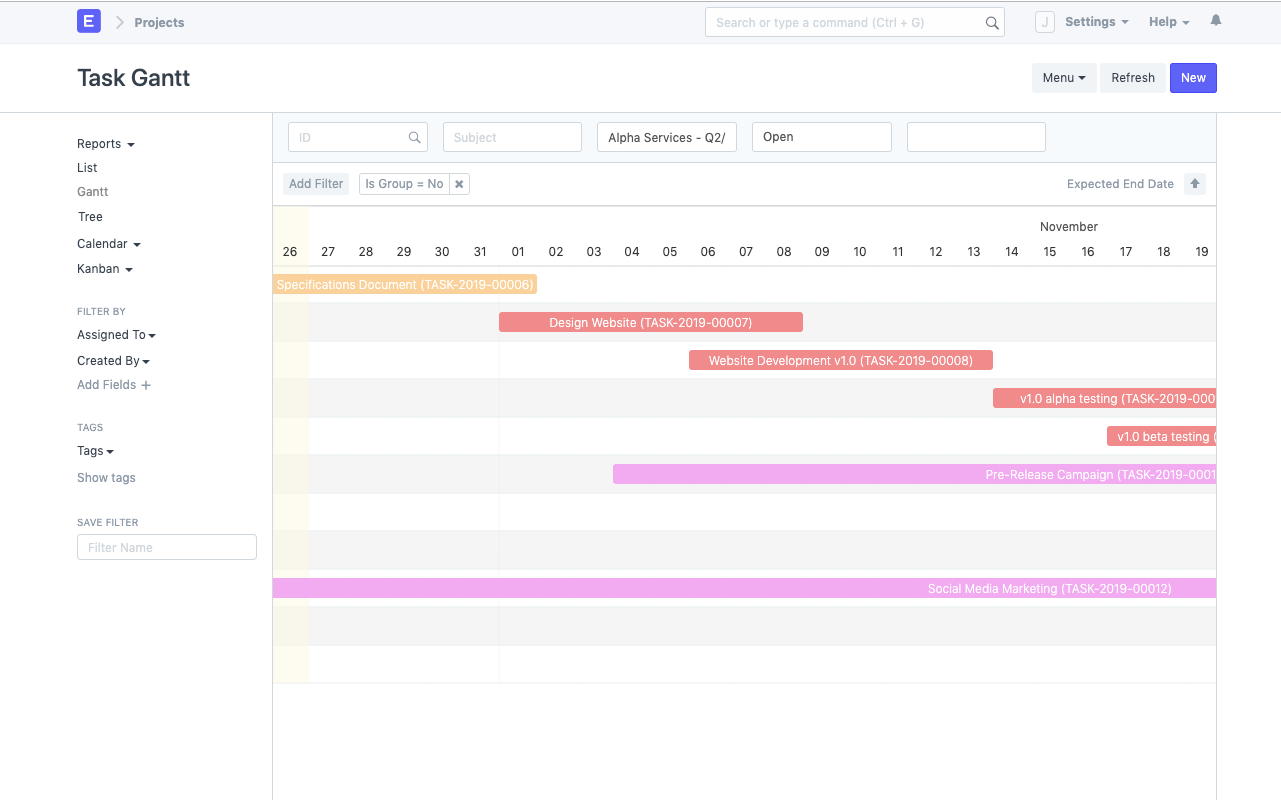 E Projects Search or type a command (Ctrl + G) J Settings Help
Task Gantt Menu Refresh New
Reports
List
Gantt
Tree
Calendar
Kanban
FILTER BY
Assigned To
Created By
Add Fields
TAGS
Tags
Show tags
SAVE FILTER
Filter Name
ID Subject Alpha Services - Q2/ Open
Add Filter Is Group = No Expected End Date
November
26 27 28 29 30 31 01 02 03 04 05 06 07 08 09 10 11 12 13 14 15 16 17 18 19
Specifications Document (TASK-2019-00006)
Design Website (TASK-2019-00007)
Website Development v1.0 (TASK-2019-00008)
v1.0 alpha testing (TASK-2019-000
v1.0 beta testing (
Pre-Release Campaign (TASK-2019-0001
Social Media Marketing (TASK-2019-00012)